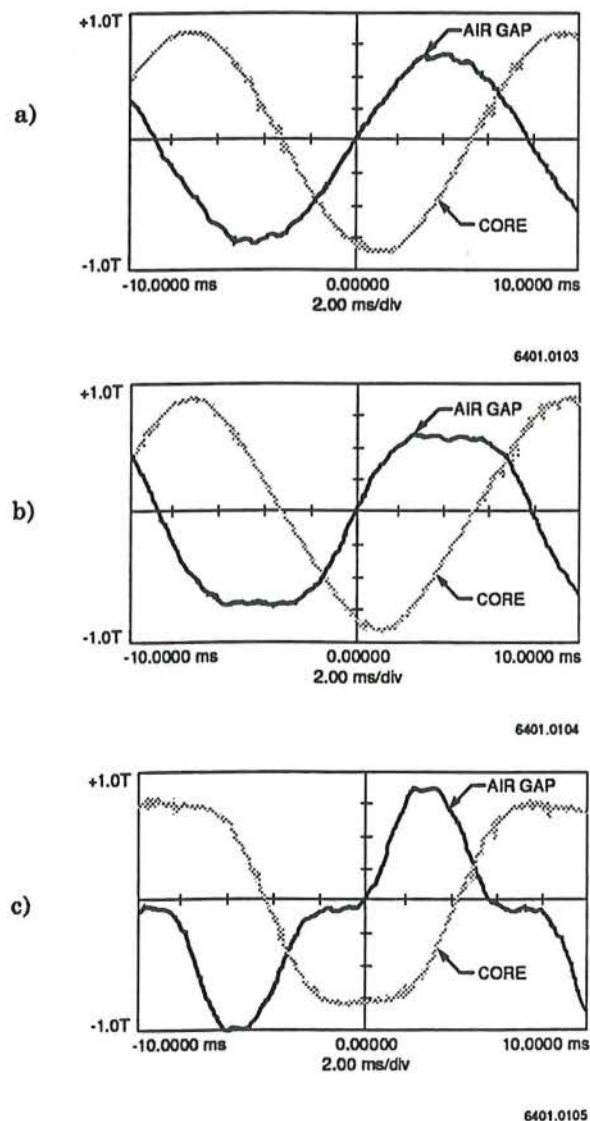 a)
+1.0T
AIR GAP
CORE
-1.0T
-10.0000 ms 0.00000 10.0000 ms
2.00 ms/div
6401.0103
b)
+1.0T
AIR GAP
CORE
-1.0T
-10.0000 ms 0.00000 10.0000 ms
2.00 ms/div
6401.0104
c)
+1.0T
AIR GAP
CORE
-1.0T
-10.0000 ms 0.00000 10.0000 ms
2.00 ms/div
6401.0105